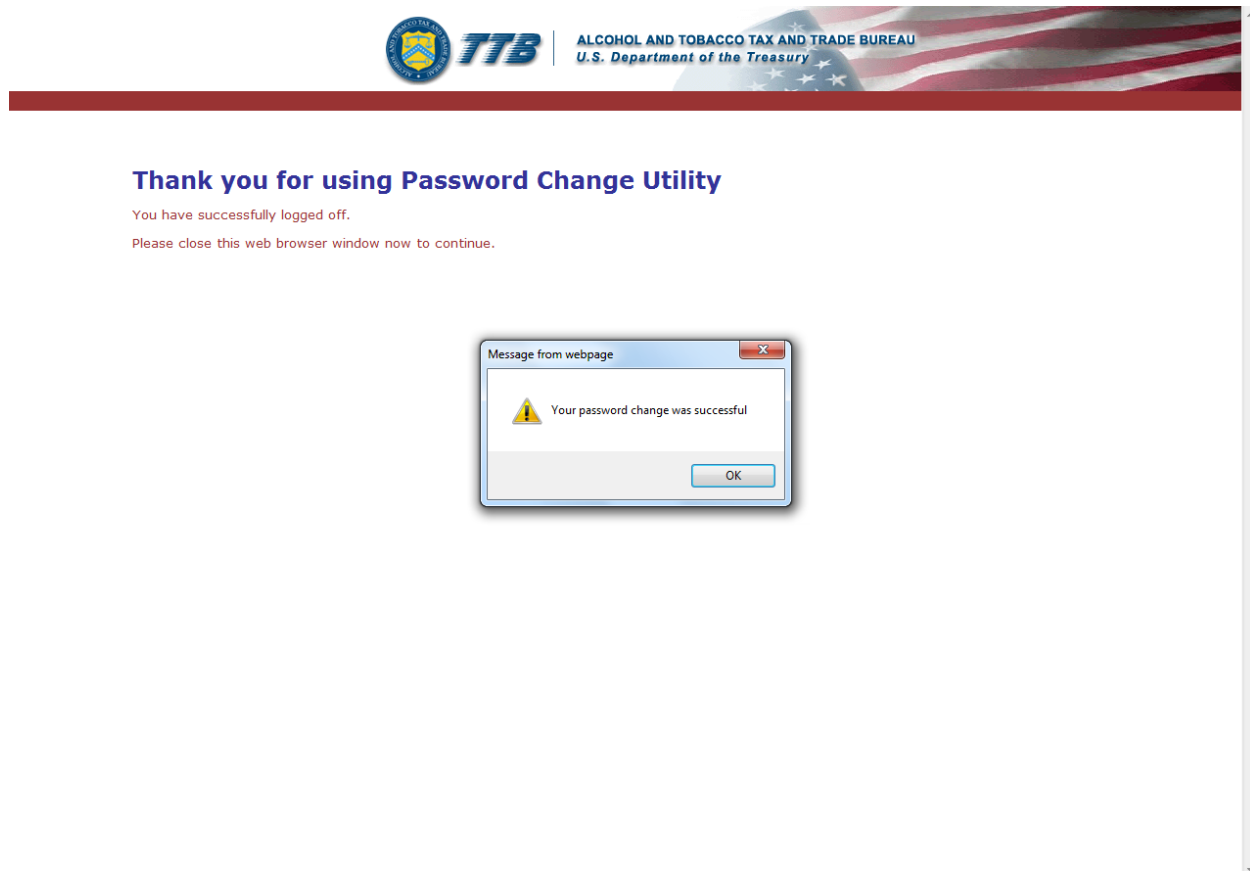 TTB
ALCOHOL AND TOBACCO TAX AND TRADE BUREAU
U.S. Department of the Treasury
Thank you for using Password Change Utility
You have successfully logged off.
Please close this web browser window now to continue.
Message from webpage
Your password change was successful
OK